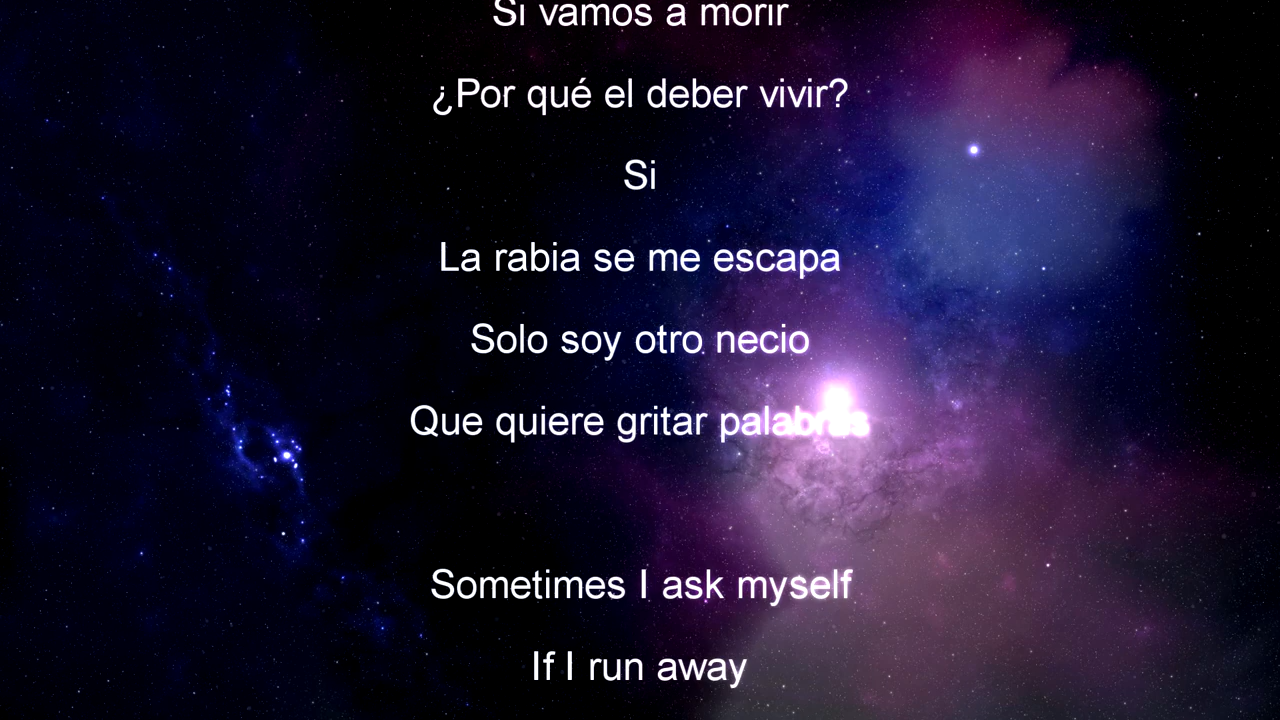 Si vamos a morir
¿Por qué el deber vivir?
Si
La rabia se me escapa
Solo soy otro necio
Que quiere gritar palabras
Sometimes I ask myself
If I run away